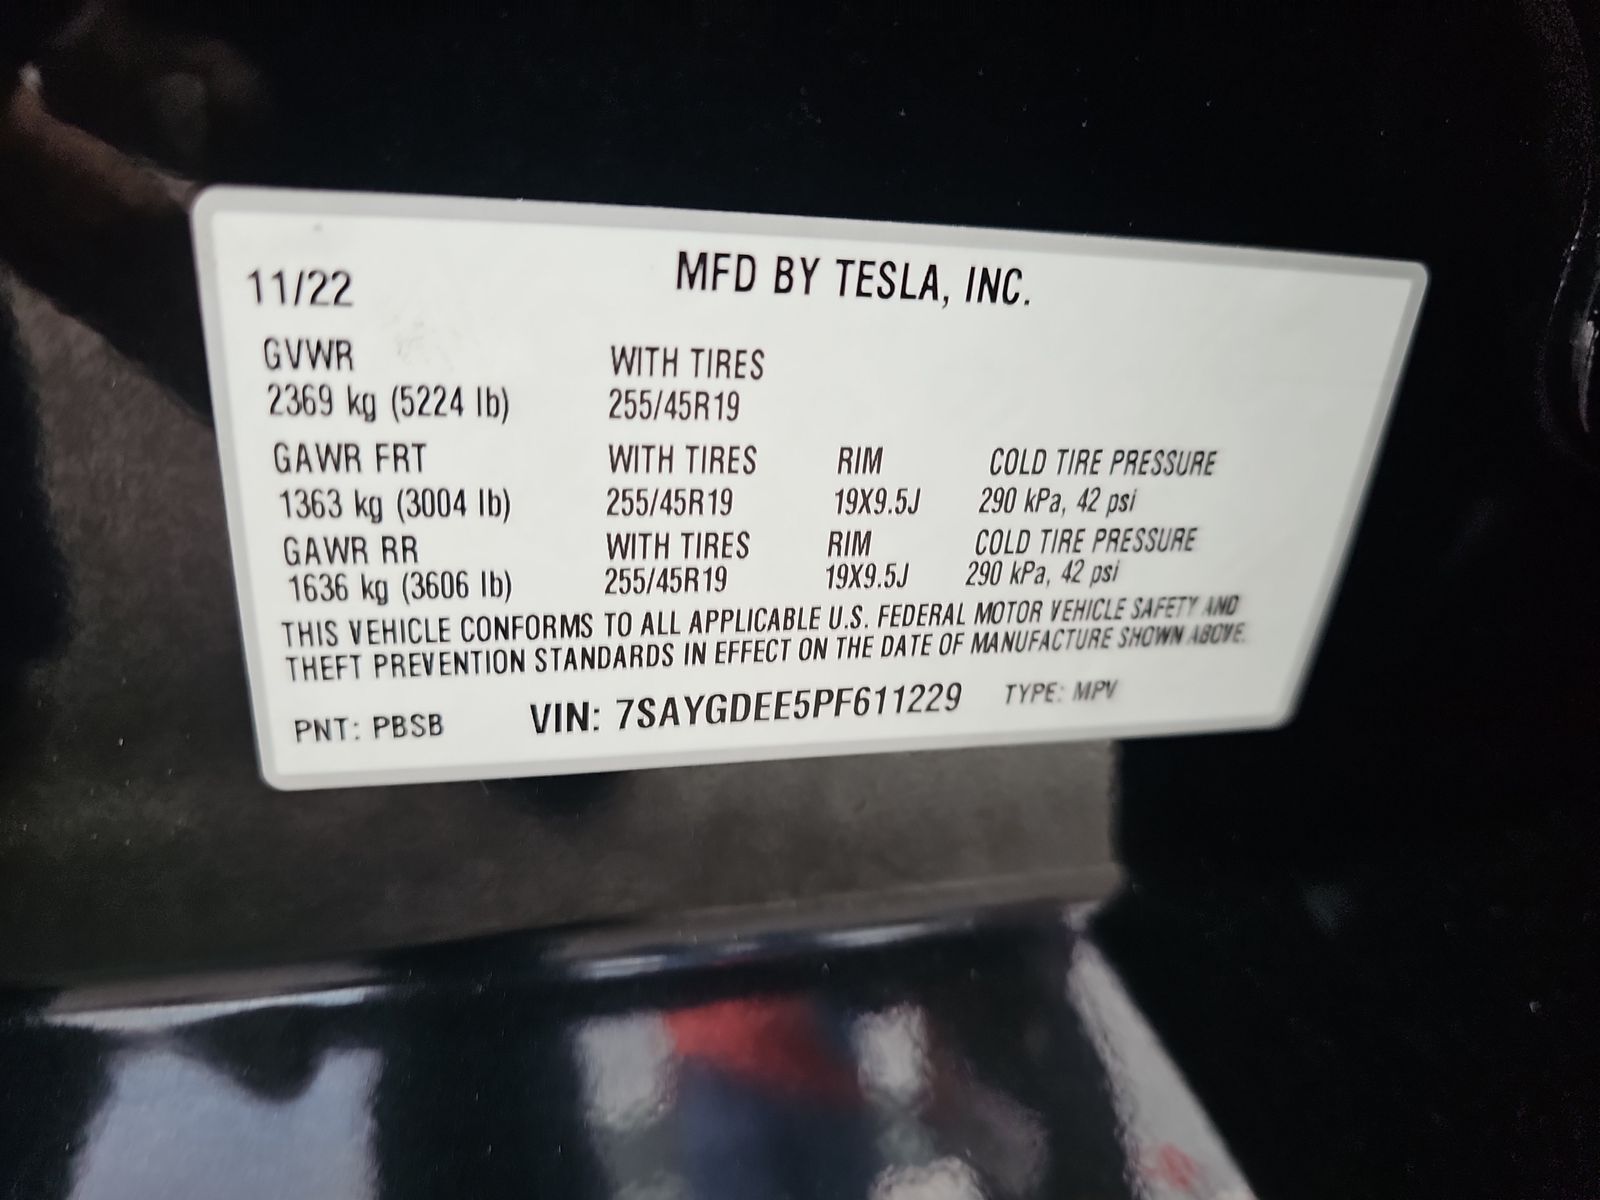 11/22 MFD BY TESLA, INC.
GVWR WITH TIRES
2369 kg (5224 lb) 255/45R19
GAWR FRT WITH TIRES RIM COLD TIRE PRESSURE
1363 kg (3004 lb) 255/45R19 19X9.5J 290 kPa, 42 psi
GAWR RR WITH TIRES RIM COLD TIRE PRESSURE
1636 kg (3606 lb) 255/45R19 19X9.5J 290 kPa, 42 psi
THIS VEHICLE CONFORMS TO ALL APPLICABLE U.S. FEDERAL MOTOR VEHICLE SAFETY AND
THEFT PREVENTION STANDARDS IN EFFECT ON THE DATE OF MANUFACTURE SHOWN ABOVE.
PNT: PBSB VIN: 7SAYGDEE5PF611229 TYPE: MPV